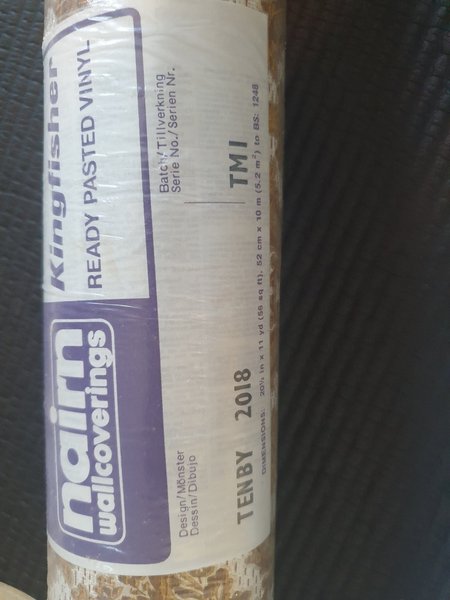 Kingfisher
READY PASTED VINYL
nairn
wallcoverings
Batch/Tillverkning
Serie No./Serien Nr.
TM1
Design/Mönster
Dessin/Dibujo
TENBY 2018
DIMENSIONS: 20½ in x 11 yd (56 sq ft), 52 cm x 10 m (5.2 m²) to BS: 1248